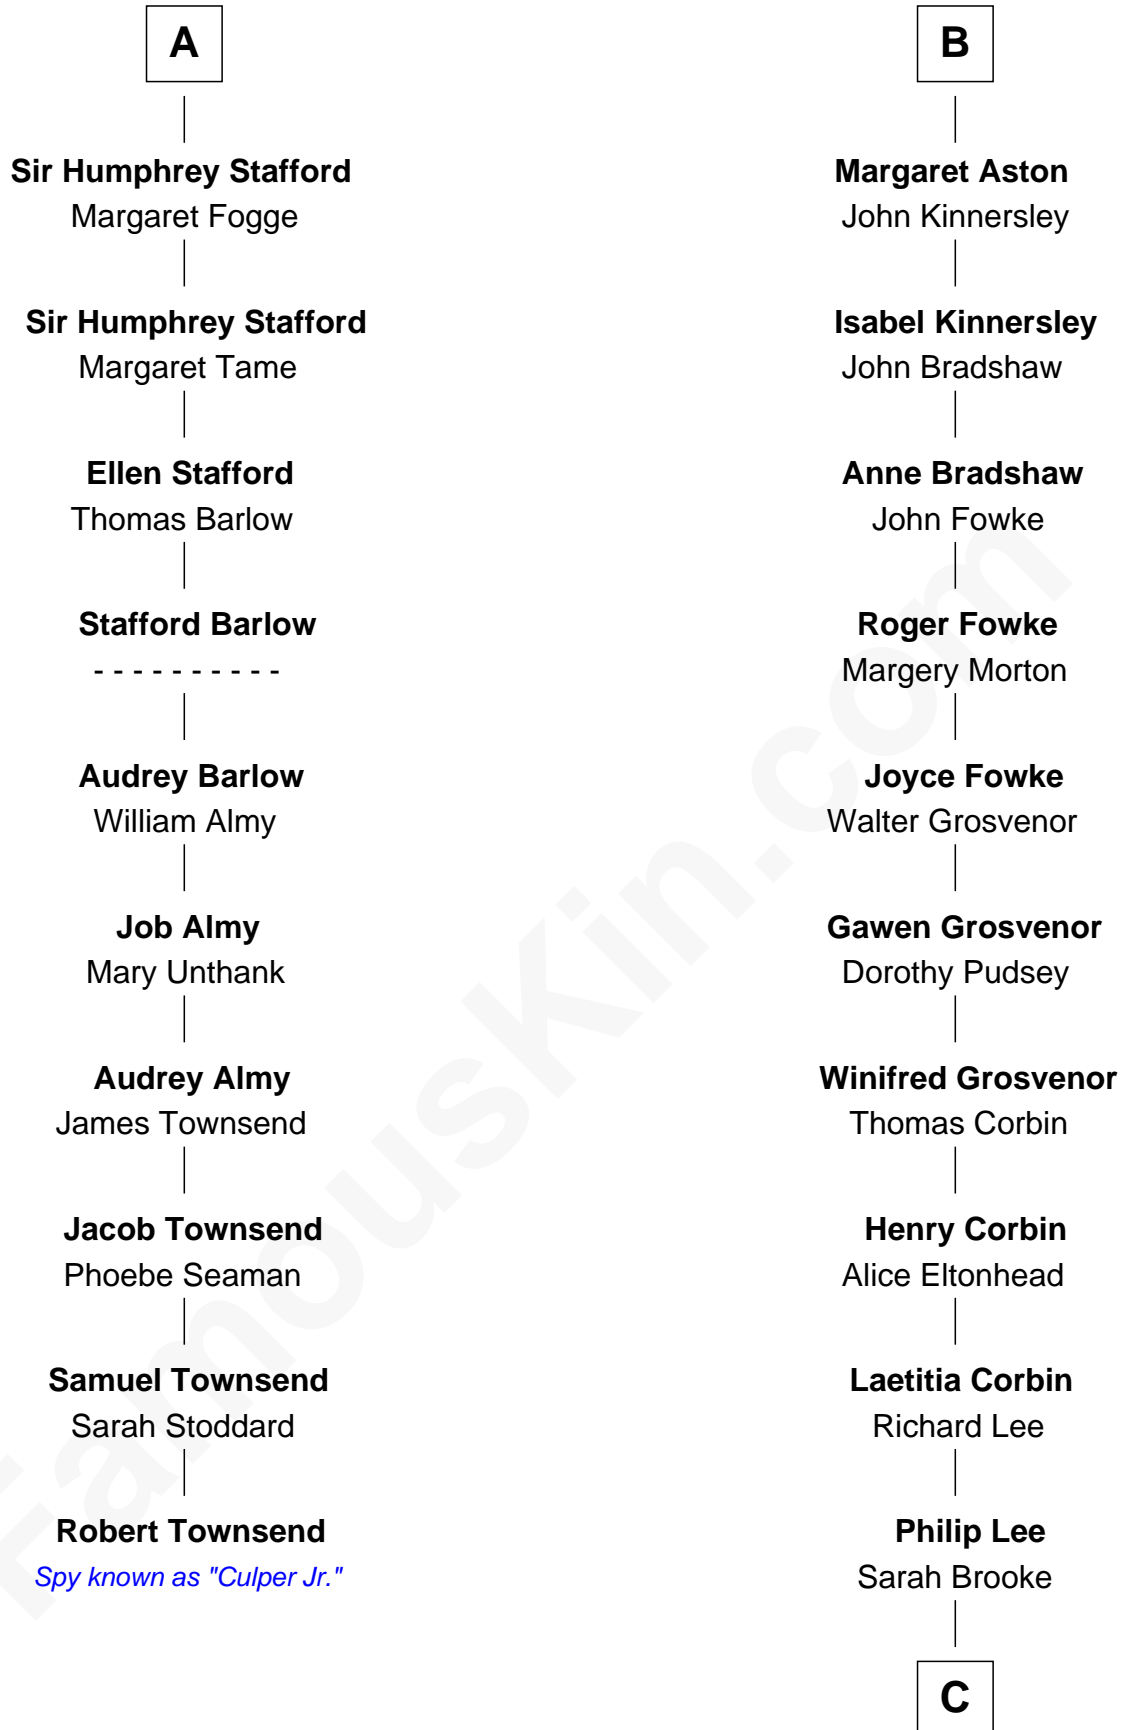 A
Sir Humphrey Stafford
Margaret Fogge
Sir Humphrey Stafford
Margaret Tame
Ellen Stafford
Thomas Barlow
Stafford Barlow
- - - - - - - - - -
Audrey Barlow
William Almy
Job Almy
Mary Unthank
Audrey Almy
James Townsend
Jacob Townsend
Phoebe Seaman
Samuel Townsend
Sarah Stoddard
Robert Townsend
Spy known as "Culper Jr."
B
Margaret Aston
John Kinnersley
Isabel Kinnersley
John Bradshaw
Anne Bradshaw
John Fowke
Roger Fowke
Margery Morton
Joyce Fowke
Walter Grosvenor
Gawen Grosvenor
Dorothy Pudsey
Winifred Grosvenor
Thomas Corbin
Henry Corbin
Alice Eltonhead
Laetitia Corbin
Richard Lee
Philip Lee
Sarah Brooke
C
FamousKin.com